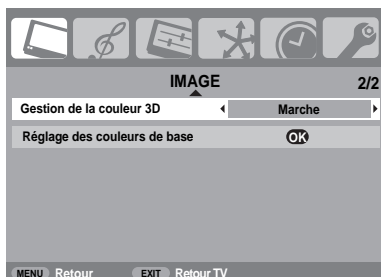 IMAGE 2/2
Gestion de la couleur 3D Marche
Réglage des couleurs de base OK
MENU Retour EXIT Retour TV